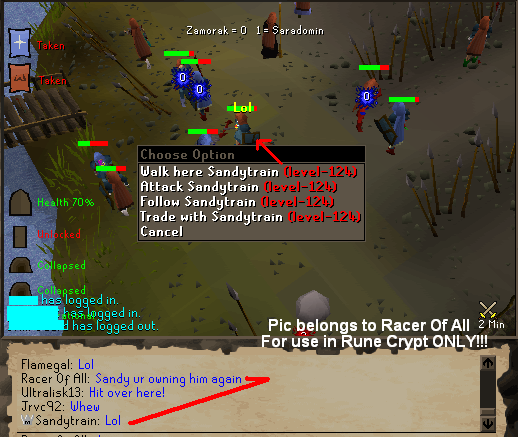 Zamorak = 0   1 = Saradomin
Taken
Taken
0
0
Lol
Choose Option
Walk here Sandytrain (level-124)
Attack Sandytrain (level-124)
Follow Sandytrain (level-124)
Trade with Sandytrain (level-124)
Cancel
Health 70%
Collapsed
Collapsed
has logged in.
has logged in.
has logged out.
2 Min
Pic belongs to Racer Of All
For use in Rune Crypt ONLY!!!
Flamegal: Lol
Racer Of All: Sandy ur owning him again
Ultralisk13: Hit over here!
Jrvc92: Whew
Sandytrain: Lol